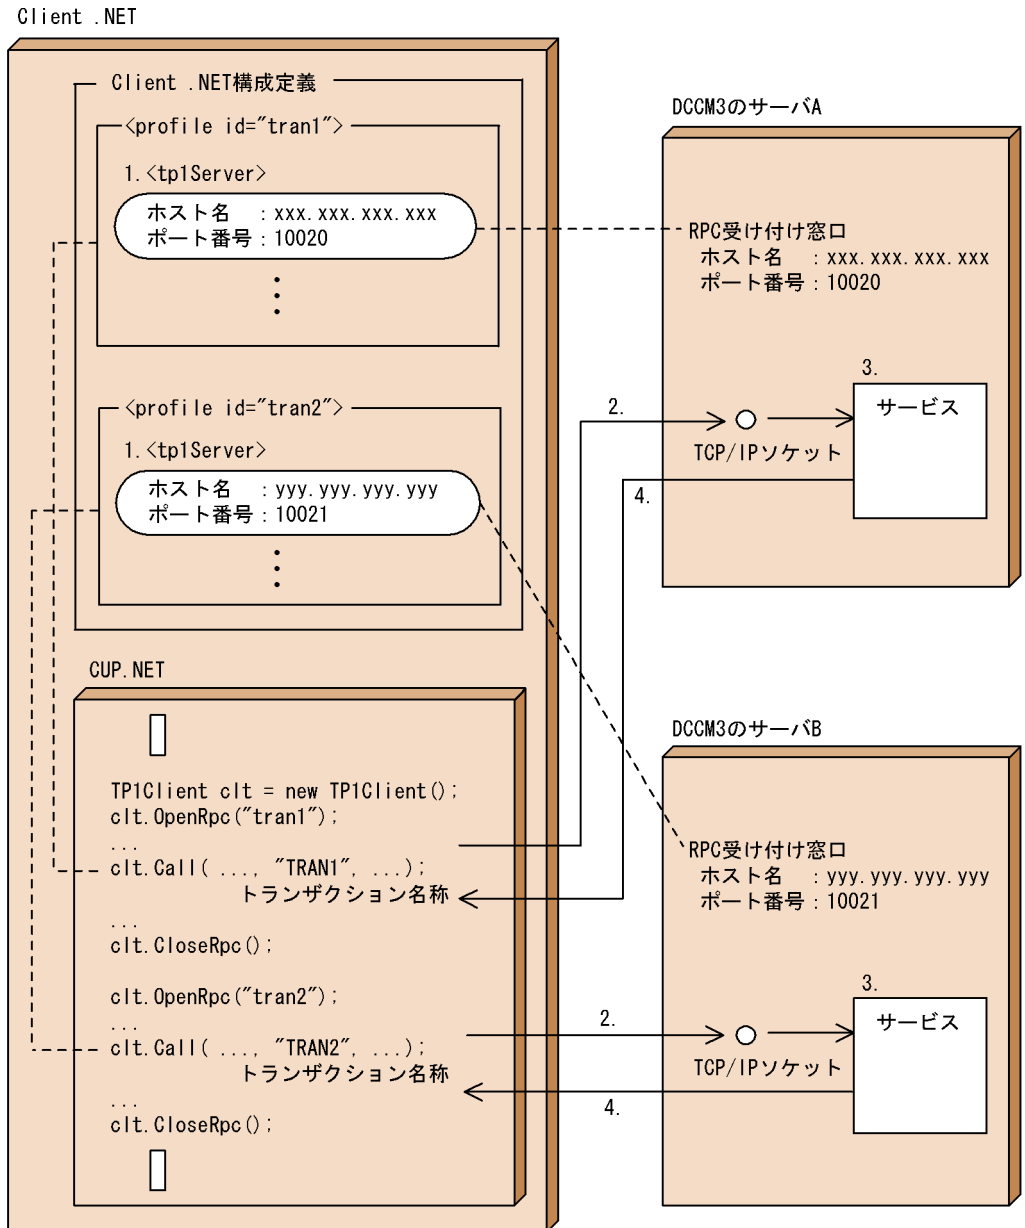 Client .NET
Client .NET構成定義
<profile id="tran1">
1.<tp1Server>
ホスト名　：xxx.xxx.xxx.xxx
ポート番号：10020
<profile id="tran2">
1.<tp1Server>
ホスト名　：yyy.yyy.yyy.yyy
ポート番号：10021
CUP.NET
TP1Client clt = new TP1Client();
clt.OpenRpc("tran1");
...
clt.Call( ..., "TRAN1", ...);
トランザクション名称
...
clt.CloseRpc();
clt.OpenRpc("tran2");
...
clt.Call( ..., "TRAN2", ...);
トランザクション名称
...
clt.CloseRpc();
DCCM3のサーバA
RPC受け付け窓口
ホスト名　：xxx.xxx.xxx.xxx
ポート番号：10020
3.
サービス
2.
TCP/IPソケット
4.
DCCM3のサーバB
RPC受け付け窓口
ホスト名　：yyy.yyy.yyy.yyy
ポート番号：10021
3.
サービス
2.
TCP/IPソケット
4.